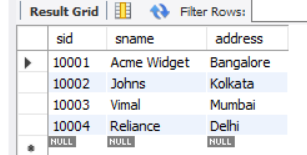 Result Grid Filter Rows:
sid sname address
10001 Acme Widget Bangalore
10002 Johns Kolkata
10003 Vimal Mumbai
10004 Reliance Delhi
NULL NULL NULL